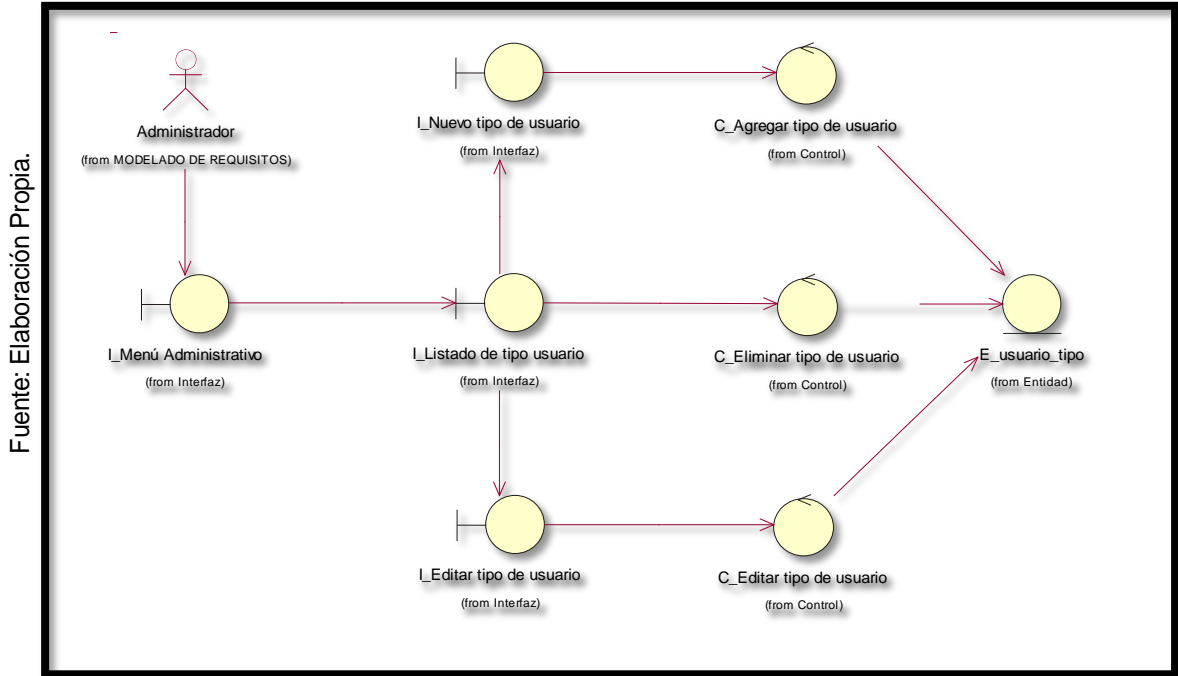 Fuente: Elaboración Propia.
Administrador
(from MODELADO DE REQUISITOS)
I_Nuevo tipo de usuario
(from Interfaz)
C_Agregar tipo de usuario
(from Control)
I_Menú Administrativo
(from Interfaz)
I_Listado de tipo usuario
(from Interfaz)
C_Eliminar tipo de usuario
(from Control)
E_usuario_tipo
(from Entidad)
I_Editar tipo de usuario
(from Interfaz)
C_Editar tipo de usuario
(from Control)